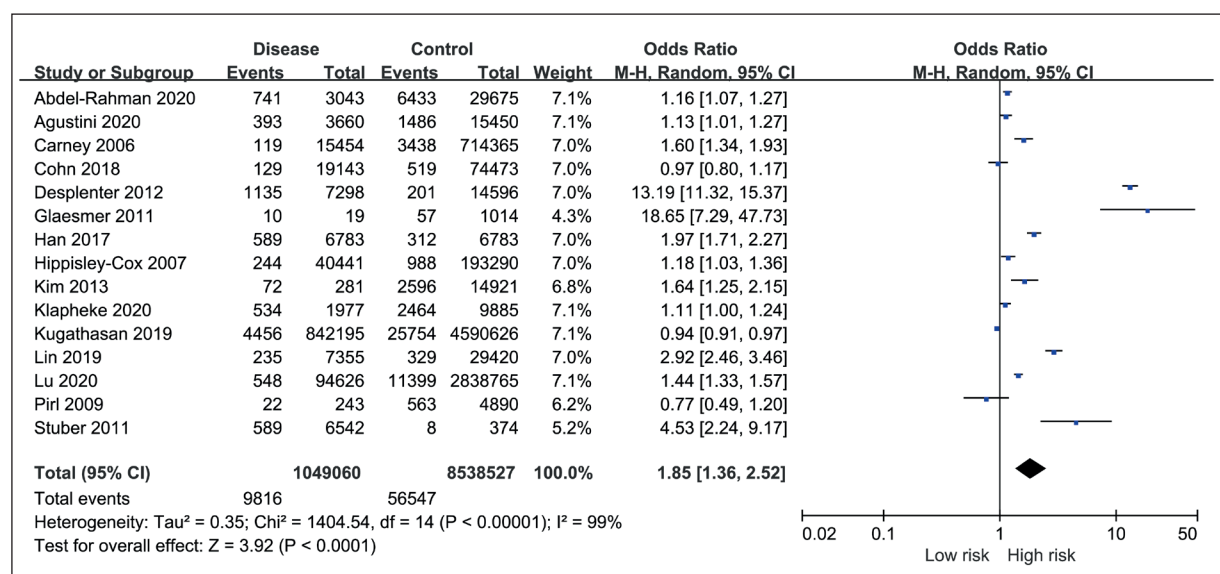 Disease Control Odds Ratio Odds Ratio
Study or Subgroup Events Total Events Total Weight M-H, Random, 95% CI M-H, Random, 95% CI
Abdel-Rahman 2020 741 3043 6433 29675 7.1% 1.16 [1.07, 1.27]
Agustini 2020 393 3660 1486 15450 7.1% 1.13 [1.01, 1.27]
Carney 2006 119 15454 3438 714365 7.0% 1.60 [1.34, 1.93]
Cohn 2018 129 19143 519 74473 7.0% 0.97 [0.80, 1.17]
Desplenter 2012 1135 7298 201 14596 7.0% 13.19 [11.32, 15.37]
Glaesmer 2011 10 19 57 1014 4.3% 18.65 [7.29, 47.73]
Han 2017 589 6783 312 6783 7.0% 1.97 [1.71, 2.27]
Hippisley-Cox 2007 244 40441 988 193290 7.0% 1.18 [1.03, 1.36]
Kim 2013 72 281 2596 14921 6.8% 1.64 [1.25, 2.15]
Klapheke 2020 534 1977 2464 9885 7.1% 1.11 [1.00, 1.24]
Kugathasan 2019 4456 842195 25754 4590626 7.1% 0.94 [0.91, 0.97]
Lin 2019 235 7355 329 29420 7.0% 2.92 [2.46, 3.46]
Lu 2020 548 94626 11399 2838765 7.1% 1.44 [1.33, 1.57]
Pirl 2009 22 243 563 4890 6.2% 0.77 [0.49, 1.20]
Stuber 2011 589 6542 8 374 5.2% 4.53 [2.24, 9.17]
Total (95% CI) 1049060 8538527 100.0% 1.85 [1.36, 2.52]
Total events 9816 56547
Heterogeneity: Tau² = 0.35; Chi² = 1404.54, df = 14 (P < 0.00001); I² = 99%
Test for overall effect: Z = 3.92 (P < 0.0001)
0.02 0.1 1 10 50
Low risk High risk